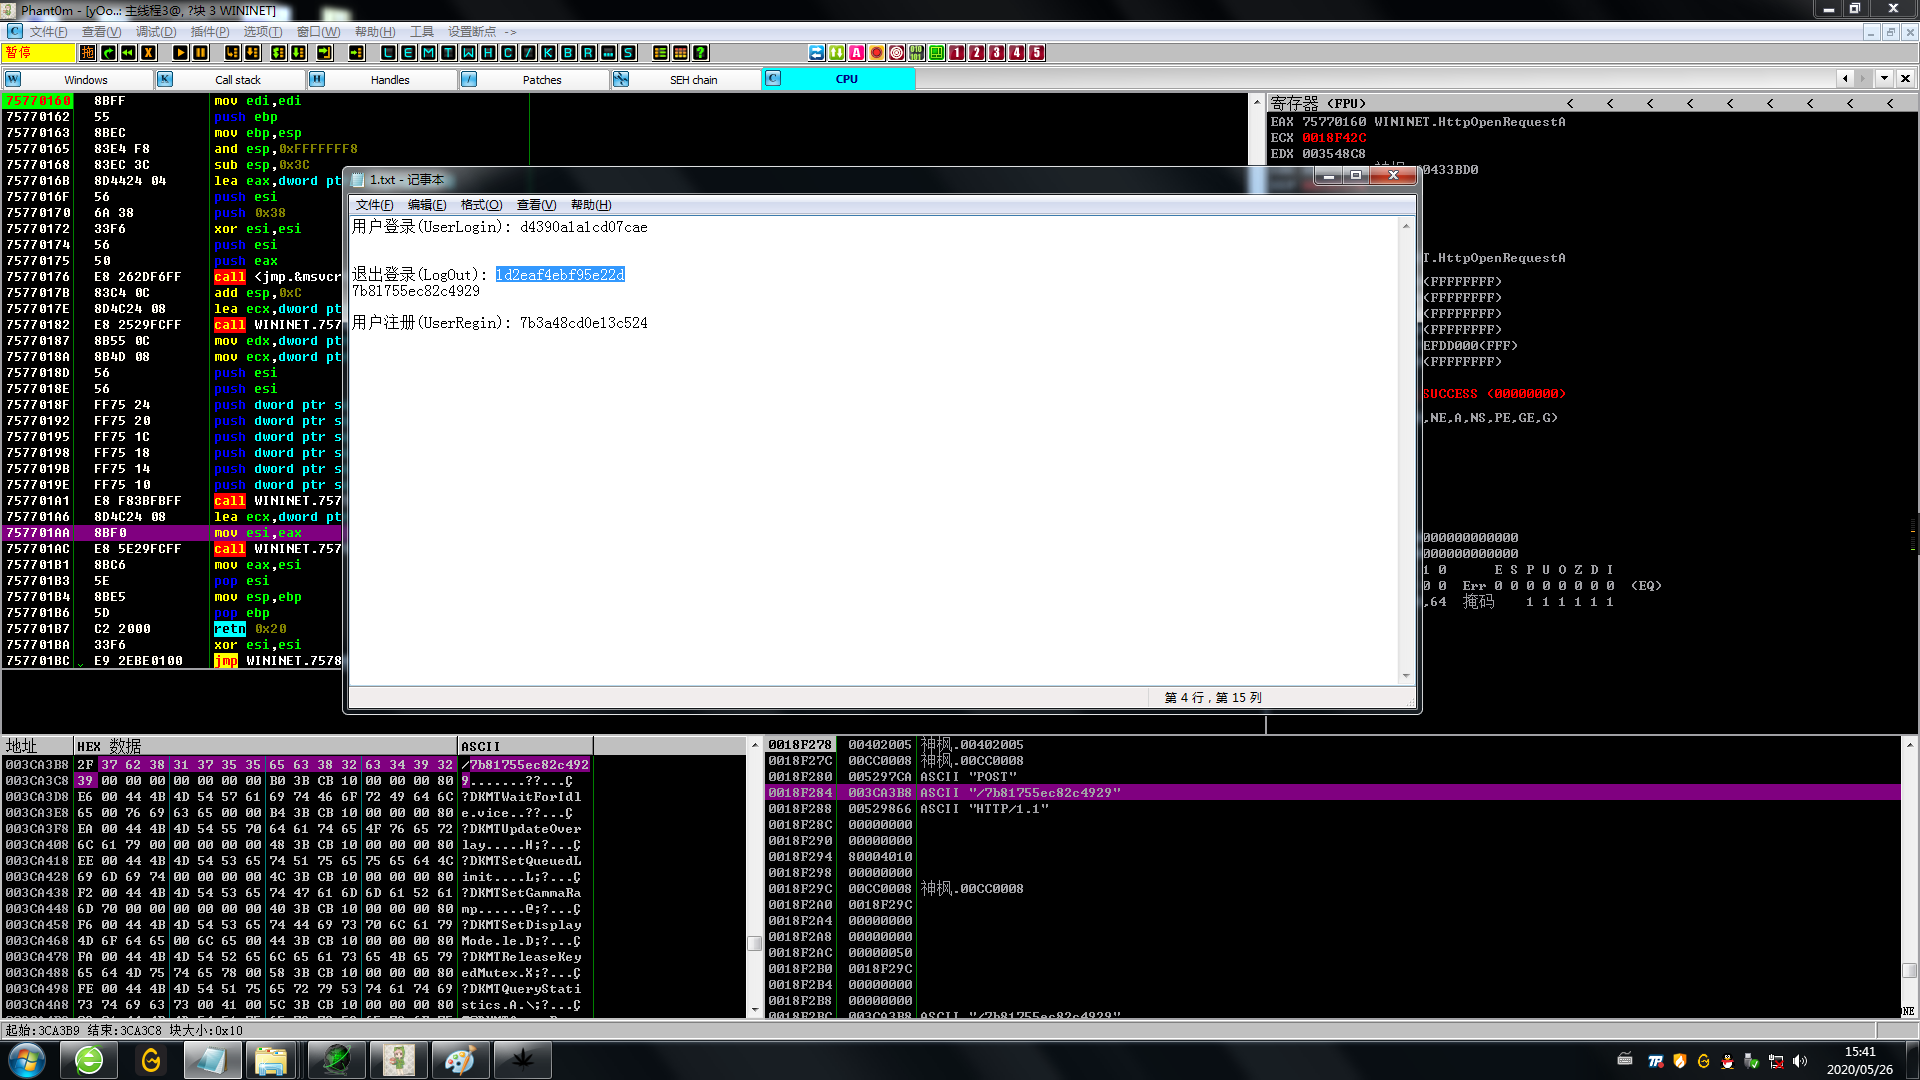 Phant0m - [yOo..: 主线程3@, ?块 3 WININET]
文件(F) 查看(V) 调试(D) 插件(P) 选项(T) 窗口(W) 帮助(H) 工具 设置断点 ->
暂停
L E M T W H C / K B R ... S
1 2 3 4 5
Windows Call stack Handles Patches SEH chain CPU
75770160 8BFF mov edi,edi
75770162 55 push ebp
75770163 8BEC mov ebp,esp
75770165 83E4 F8 and esp,0xFFFFFFF8
75770168 83EC 3C sub esp,0x3C
7577016B 8D4424 04 lea eax,dword pt
7577016F 56 push esi
75770170 6A 38 push 0x38
75770172 33F6 xor esi,esi
75770174 56 push esi
75770175 50 push eax
75770176 E8 262DF6FF call <jmp.&msvcr
7577017B 83C4 0C add esp,0xC
7577017E 8D4C24 08 lea ecx,dword pt
75770182 E8 2529FCFF call WININET.757
75770187 8B55 0C mov edx,dword pt
7577018A 8B4D 08 mov ecx,dword pt
7577018D 56 push esi
7577018E 56 push esi
7577018F FF75 24 push dword ptr s
75770192 FF75 20 push dword ptr s
75770195 FF75 1C push dword ptr s
75770198 FF75 18 push dword ptr s
7577019B FF75 14 push dword ptr s
7577019E FF75 10 push dword ptr s
757701A1 E8 F83BFBFF call WININET.757
757701A6 8D4C24 08 lea ecx,dword pt
757701AA 8BF0 mov esi,eax
757701AC E8 5E29FCFF call WININET.757
757701B1 8BC6 mov eax,esi
757701B3 5E pop esi
757701B4 8BE5 mov esp,ebp
757701B6 5D pop ebp
757701B7 C2 2000 retn 0x20
757701BA 33F6 xor esi,esi
757701BC E9 2EBE0100 jmp WININET.7578
寄存器 (FPU) < < < < < < < < <
EAX 75770160 WININET.HttpOpenRequestA
ECX 0018F42C
EDX 003548C8
00433BD0
T.HttpOpenRequestA
(FFFFFFFF)
(FFFFFFFF)
(FFFFFFFF)
(FFFFFFFF)
EFDD000(FFF)
(FFFFFFFF)
SUCCESS (00000000)
,NE,A,NS,PE,GE,G)
000000000000
000000000000
1 0 E S P U O Z D I
0 0 Err 0 0 0 0 0 0 0 0 (EQ)
,64 掩码 1 1 1 1 1 1
1.txt - 记事本
文件(F) 编辑(E) 格式(O) 查看(V) 帮助(H)
用户登录(UserLogin): d4390a1a1cd07cae
退出登录(LogOut): 1d2eaf4ebf95e22d
7b81755ec82c4929
用户注册(UserRegin): 7b3a48cd0e13c524
第 4 行，第 15 列
地址 HEX 数据 ASCII
003CA3B8 2F 37 62 38 31 37 35 35 65 63 38 32 63 34 39 32 /7b81755ec82c492
003CA3C8 39 00 00 00 00 00 00 00 B0 3B CB 10 00 00 00 80 9.......??...Ç
003CA3D8 E6 00 44 4B 4D 54 57 61 69 74 46 6F 72 49 64 6C ?DKMTWaitForIdl
003CA3E8 65 00 76 69 63 65 00 00 B4 3B CB 10 00 00 00 80 e.vice..??...Ç
003CA3F8 EA 00 44 4B 4D 54 55 70 64 61 74 65 4F 76 65 72 ?DKMTUpdateOver
003CA408 6C 61 79 00 00 00 00 00 48 3B CB 10 00 00 00 80 lay.....H;?...Ç
003CA418 EE 00 44 4B 4D 54 53 65 74 51 75 65 75 65 64 4C ?DKMTSetQueuedL
003CA428 69 6D 69 74 00 00 00 00 4C 3B CB 10 00 00 00 80 imit....L;?...Ç
003CA438 F2 00 44 4B 4D 54 53 65 74 47 61 6D 6D 61 52 61 ?DKMTSetGammaRa
003CA448 6D 70 00 00 00 00 00 00 40 3B CB 10 00 00 00 80 mp......@;?...Ç
003CA458 F6 00 44 4B 4D 54 53 65 74 44 69 73 70 6C 61 79 ?DKMTSetDisplay
003CA468 4D 6F 64 65 00 6C 65 00 44 3B CB 10 00 00 00 80 Mode.le.D;?...Ç
003CA478 FA 00 44 4B 4D 54 52 65 6C 65 61 73 65 4B 65 79 ?DKMTReleaseKey
003CA488 65 64 4D 75 74 65 78 00 58 3B CB 10 00 00 00 80 edMutex.X;?...Ç
003CA498 FE 00 44 4B 4D 54 51 75 65 72 79 53 74 61 74 69 ?DKMTQueryStati
003CA4A8 73 74 69 63 73 00 41 00 5C 3B CB 10 00 00 00 80 stics.A.\;?...Ç
0018F278 00402005 神枫.00402005
0018F27C 00CC0008 神枫.00CC0008
0018F280 005297CA ASCII "POST"
0018F284 003CA3B8 ASCII "/7b81755ec82c4929"
0018F288 00529866 ASCII "HTTP/1.1"
0018F28C 00000000
0018F290 00000000
0018F294 80004010
0018F298 00000000
0018F29C 00CC0008 神枫.00CC0008
0018F2A0 0018F29C
0018F2A4 00000000
0018F2A8 00000000
0018F2AC 00000050
0018F2B0 0018F29C
0018F2B4 00000000
0018F2B8 00000000
0018F2BC 003CA3B8 ASCII "/7b81755ec82c4929"
起始:3CA3B9 结束:3CA3C8 块大小:0x10
15:41
2020/05/26